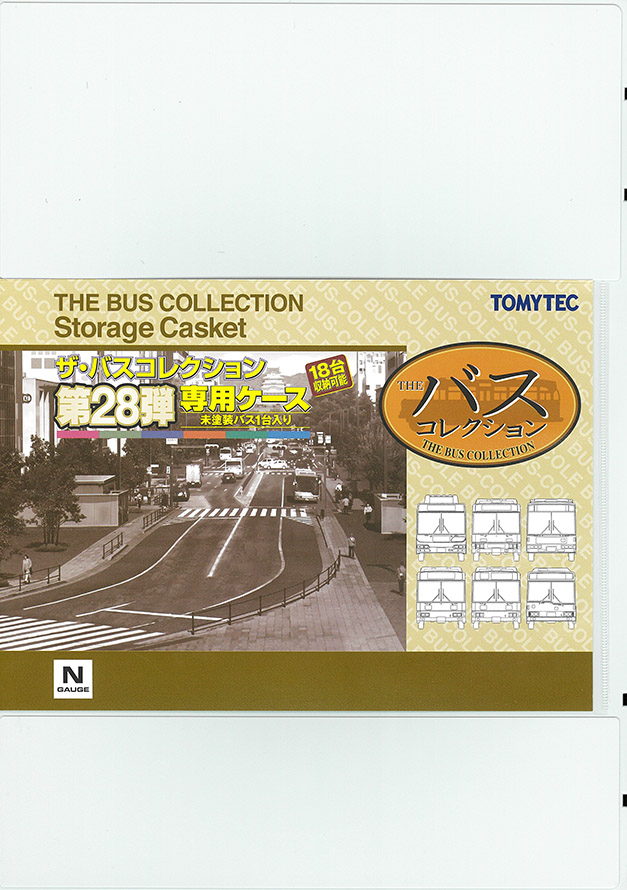 THE BUS COLLECTION
Storage Casket
TOMYTEC
ザ・バスコレクション
第28弾 専用ケース
未塗装バス1台入り
18台
収納可能
THE
バス
コレクション
THE BUS COLLECTION
N
GAUGE